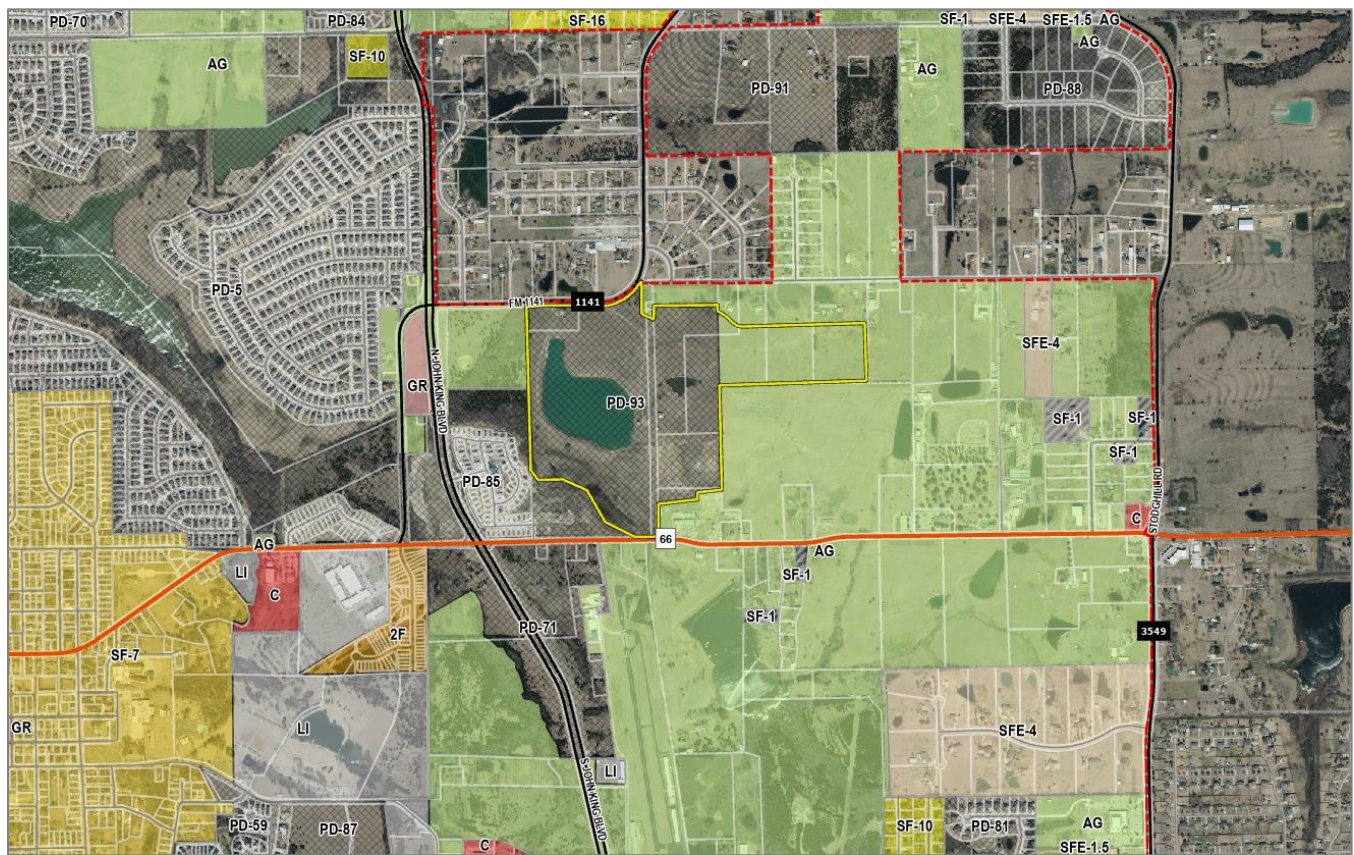 PD-70
PD-84
SF-16
SF-1
SFE-4
SFE-1.5
AG
AG
SF-10
AG
AG
PD-91
PD-88
PD-5
FM 1141
1141
GR
N JOHN KING BLVD
PD-93
SFE-4
SF-1
SF-1
SF-1
PD-85
C
STODGHILL RD
66
AG
AG
LI
C
SF-1
SF-1
2F
PD-71
3549
SF-7
GR
LI
SFE-4
LI
S JOHN KING BLVD
PD-59
PD-87
C
SF-10
PD-81
AG
SFE-1.5